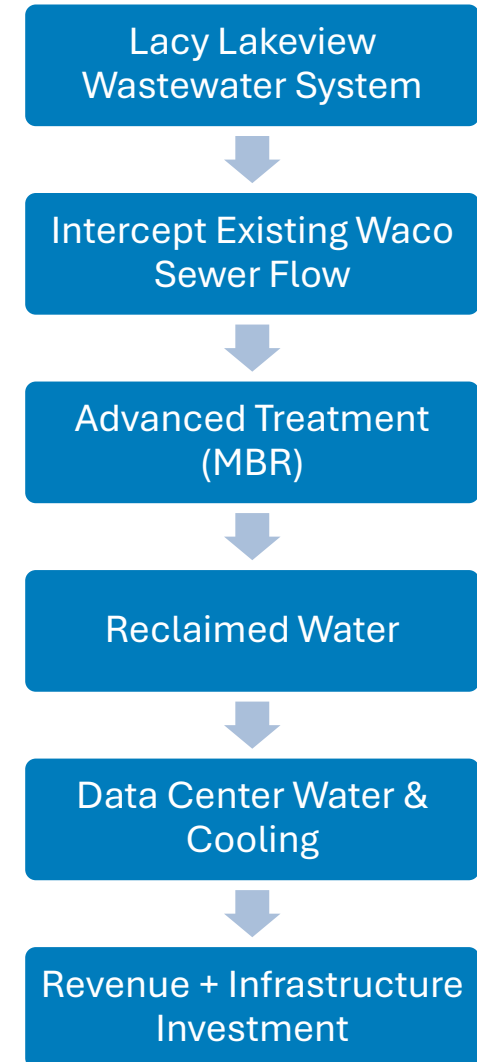 Lacy Lakeview
Wastewater System
Intercept Existing Waco
Sewer Flow
Advanced Treatment
(MBR)
Reclaimed Water
Data Center Water &
Cooling
Revenue + Infrastructure
Investment